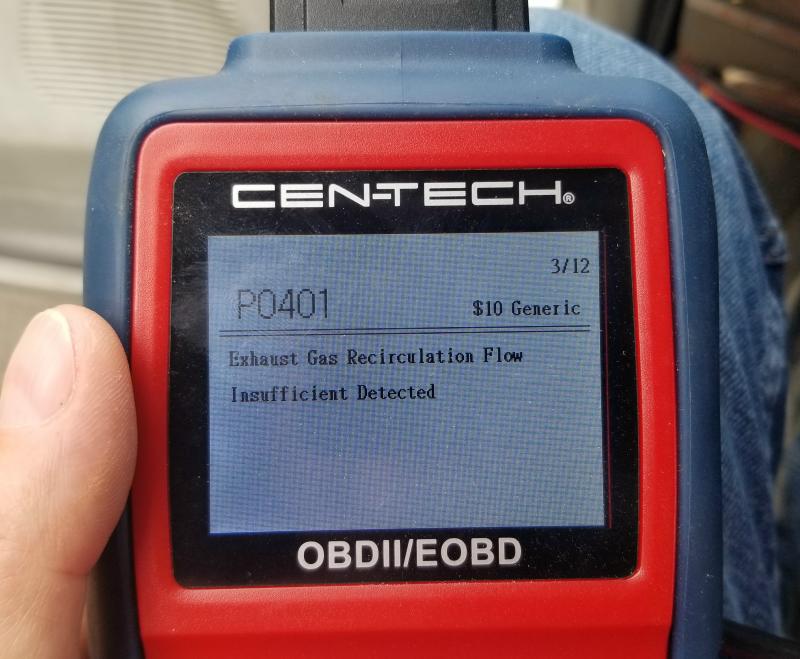 CEN-TECH®
3/12
P0401 $10 Generic
Exhaust Gas Recirculation Flow
Insufficient Detected
OBDII/EOBD